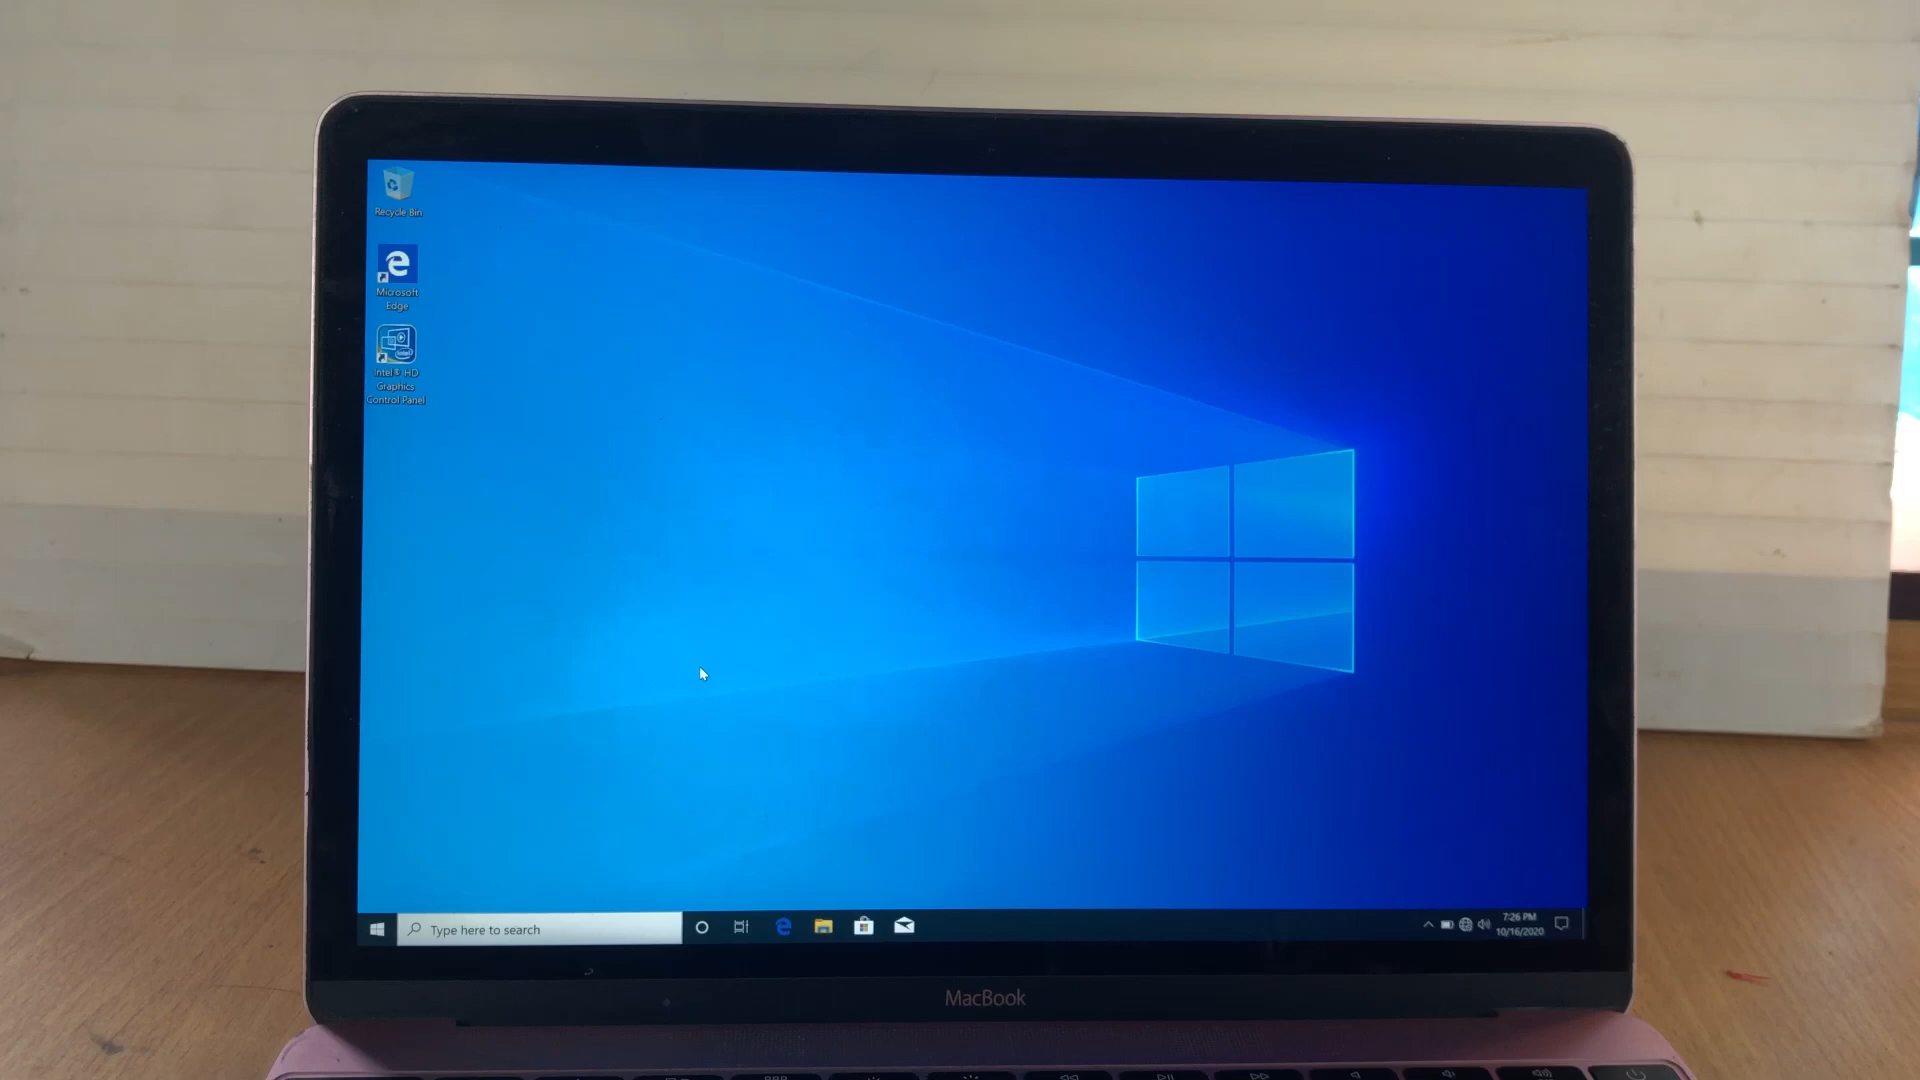 Recycle Bin
Microsoft
Edge
intel
Intel® HD
Graphics
Control Panel
Type here to search
7:26 PM
10/16/2020
MacBook